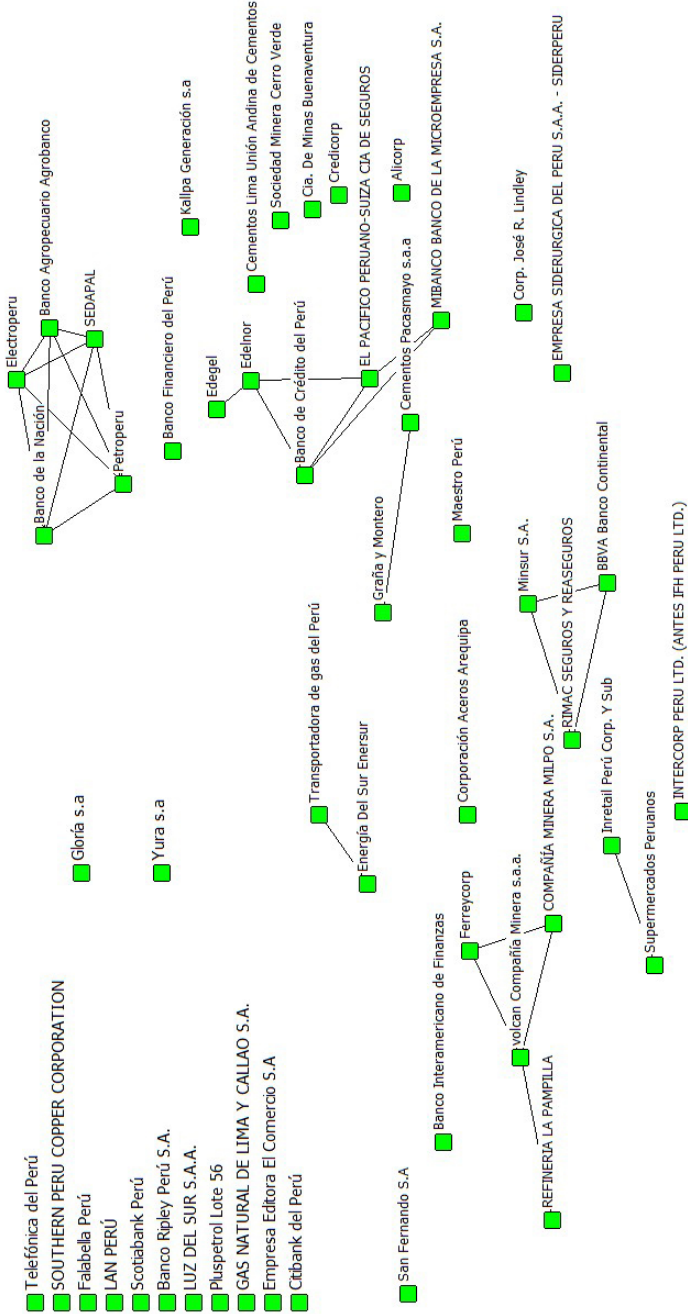 Telefónica del Perú
SOUTHERN PERU COPPER CORPORATION
Falabella Perú
LAN PERÚ
Scotiabank Perú
Banco Ripley Perú S.A.
LUZ DEL SUR S.A.A.
Pluspetrol Lote 56
GAS NATURAL DE LIMA Y CALLAO S.A.
Empresa Editora El Comercio S.A
Citibank del Perú
San Fernando S.A
Banco Interamericano de Finanzas
REFINERIA LA PAMPILLA
volcan Compañía Minera s.a.a.
Ferreycorp
COMPAÑÍA MINERA MILPO S.A.
Supermercados Peruanos
Inretail Perú Corp. Y Sub
INTERCORP PERU LTD. (ANTES IFH PERU LTD.)
Gloría s.a
Yura s.a
Transportadora de gas del Perú
Energía Del Sur Enersur
Corporación Aceros Arequipa
RIMAC SEGUROS Y REASEGUROS
Minsur S.A.
BBVA Banco Continental
Graña y Montero
Maestro Perú
Cementos Pacasmayo s.a.a
Banco de la Nación
Electroperu
Banco Agropecuario Agrobanco
SEDAPAL
Petroperu
Banco Financiero del Perú
Kallpa Generación s.a
Edegel
Edelnor
Banco de Crédito del Perú
EL PACIFICO PERUANO-SUIZA CIA DE SEGUROS
MIBANCO BANCO DE LA MICROEMPRESA S.A.
Cementos Lima Unión Andina de Cementos
Sociedad Minera Cerro Verde
Cia. De Minas Buenaventura
Credicorp
Alicorp
Corp. José R. Lindley
EMPRESA SIDERURGICA DEL PERU S.A.A. - SIDERPERU